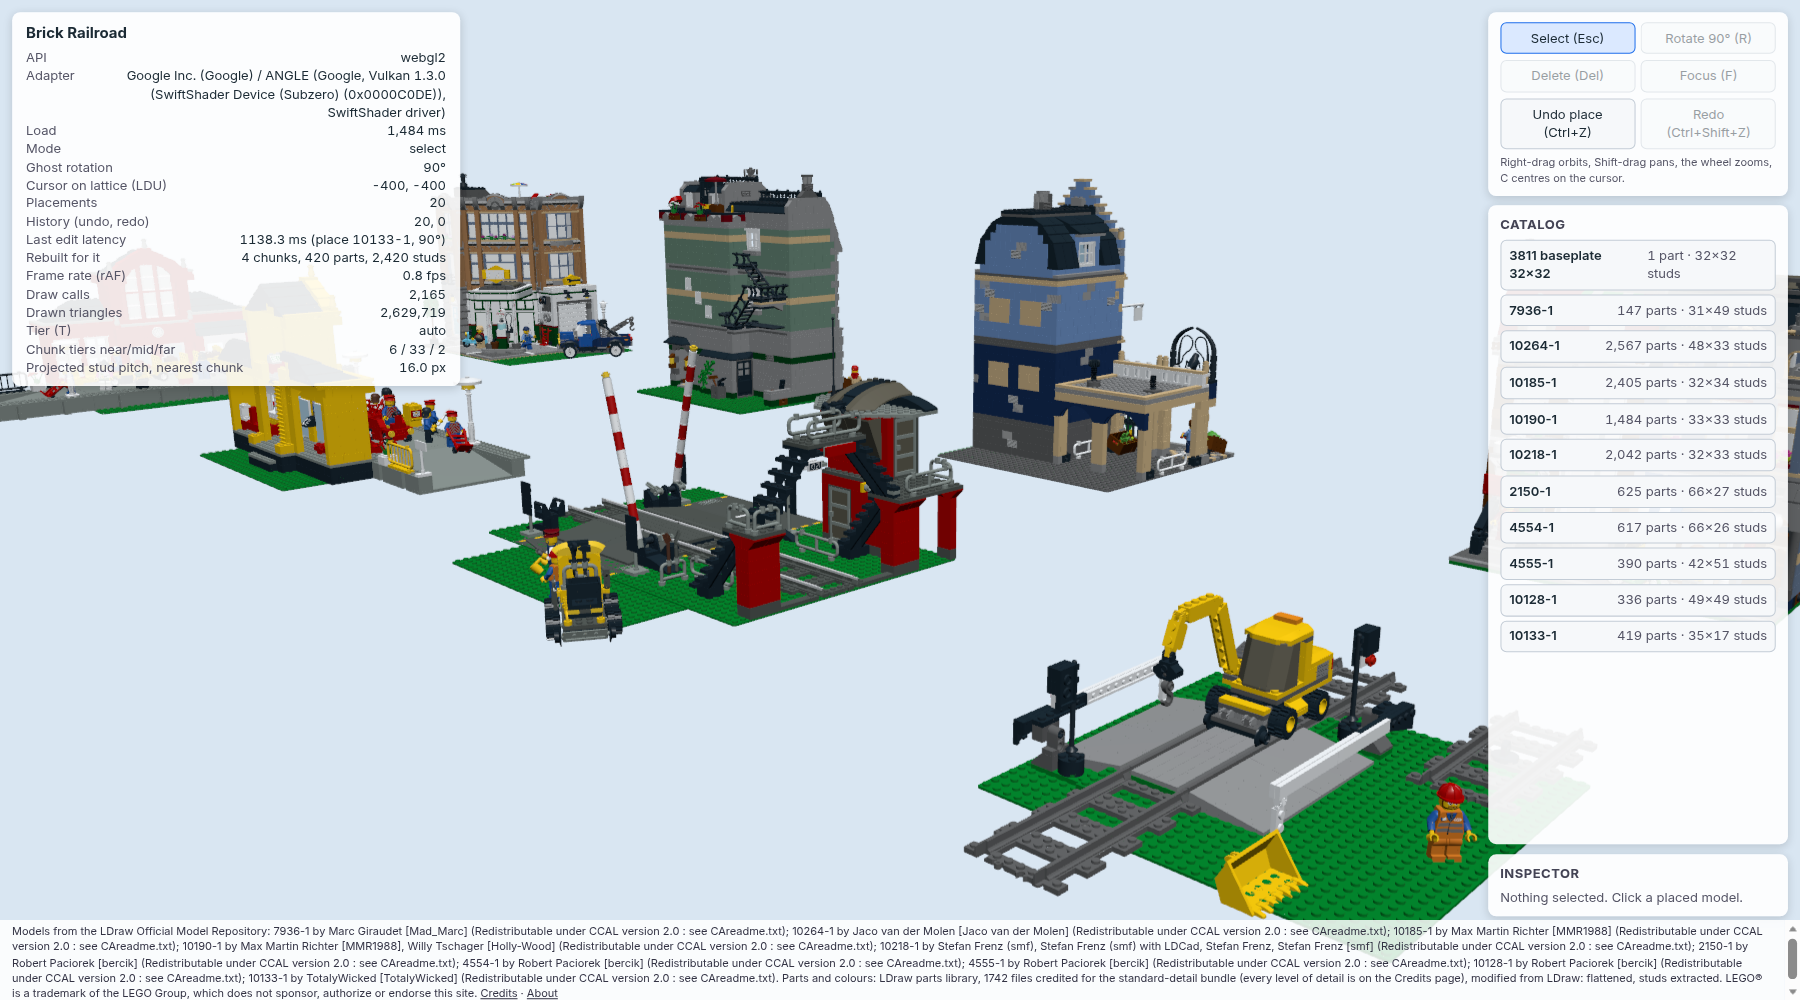 Brick Railroad
API webgl2
Adapter Google Inc. (Google) / ANGLE (Google, Vulkan 1.3.0
(SwiftShader Device (Subzero) (0x0000C0DE)),
SwiftShader driver)
Load 1,484 ms
Mode select
Ghost rotation 90°
Cursor on lattice (LDU) -400, -400
Placements 20
History (undo, redo) 20, 0
Last edit latency 1138.3 ms (place 10133-1, 90°)
Rebuilt for it 4 chunks, 420 parts, 2,420 studs
Frame rate (rAF) 0.8 fps
Draw calls 2,165
Drawn triangles 2,629,719
Tier (T) auto
Chunk tiers near/mid/far 6 / 33 / 2
Projected stud pitch, nearest chunk 16.0 px
Select (Esc) Rotate 90° (R)
Delete (Del) Focus (F)
Undo place (Ctrl+Z) Redo (Ctrl+Shift+Z)
Right-drag orbits, Shift-drag pans, the wheel zooms,
C centres on the cursor.
CATALOG
3811 baseplate 32×32 1 part · 32×32 studs
7936-1 147 parts · 31×49 studs
10264-1 2,567 parts · 48×33 studs
10185-1 2,405 parts · 32×34 studs
10190-1 1,484 parts · 33×33 studs
10218-1 2,042 parts · 32×33 studs
2150-1 625 parts · 66×27 studs
4554-1 617 parts · 66×26 studs
4555-1 390 parts · 42×51 studs
10128-1 336 parts · 49×49 studs
10133-1 419 parts · 35×17 studs
INSPECTOR
Nothing selected. Click a placed model.
Models from the LDraw Official Model Repository: 7936-1 by Marc Giraudet [Mad_Marc] (Redistributable under CCAL version 2.0 : see CAreadme.txt); 10264-1 by Jaco van der Molen [Jaco van der Molen] (Redistributable under CCAL version 2.0 : see CAreadme.txt); 10185-1 by Max Martin Richter [MMR1988] (Redistributable under CCAL
version 2.0 : see CAreadme.txt); 10190-1 by Max Martin Richter [MMR1988], Willy Tschager [Holly-Wood] (Redistributable under CCAL version 2.0 : see CAreadme.txt); 10218-1 by Stefan Frenz (smf), Stefan Frenz (smf) with LDCad, Stefan Frenz, Stefan Frenz [smf] (Redistributable under CCAL version 2.0 : see CAreadme.txt); 2150-1 by
Robert Paciorek [bercik] (Redistributable under CCAL version 2.0 : see CAreadme.txt); 4554-1 by Robert Paciorek [bercik] (Redistributable under CCAL version 2.0 : see CAreadme.txt); 4555-1 by Robert Paciorek [bercik] (Redistributable under CCAL version 2.0 : see CAreadme.txt); 10128-1 by Robert Paciorek [bercik] (Redistributable
under CCAL version 2.0 : see CAreadme.txt); 10133-1 by TotalyWicked [TotalyWicked] (Redistributable under CCAL version 2.0 : see CAreadme.txt). Parts and colours: LDraw parts library, 1742 files credited for the standard-detail bundle (every level of detail is on the Credits page), modified from LDraw: flattened, studs extracted. LEGO®
is a trademark of the LEGO Group, which does not sponsor, authorize or endorse this site. Credits · About